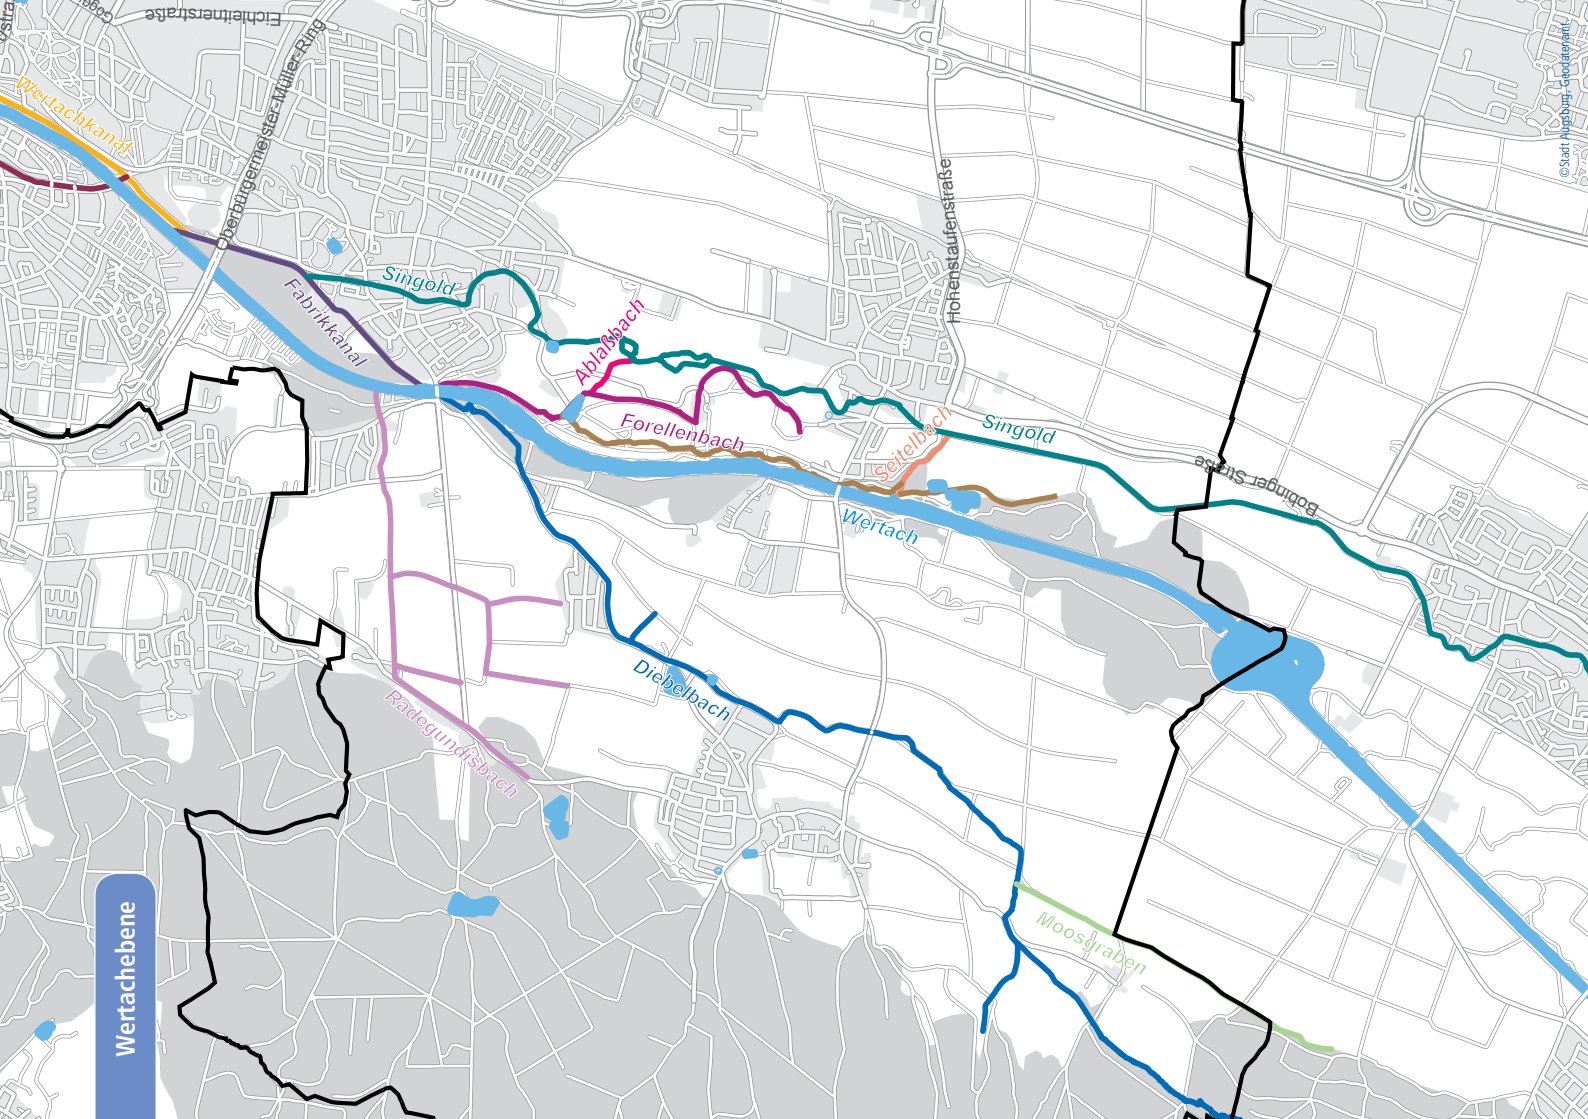 Eichleitnerstraße
Oberbürgermeister-Müller-Ring
Wertachkanal
©Stadt Augsburg, Geodatenamt
Hohenstaufenstraße
Singold
Fabrikkanal
Ablaßbach
Forellenbach
Seitelbach
Singold
Bobinger Straße
Wertach
Diebelbach
Radegundisbach
Moosgraben
Wertachebene